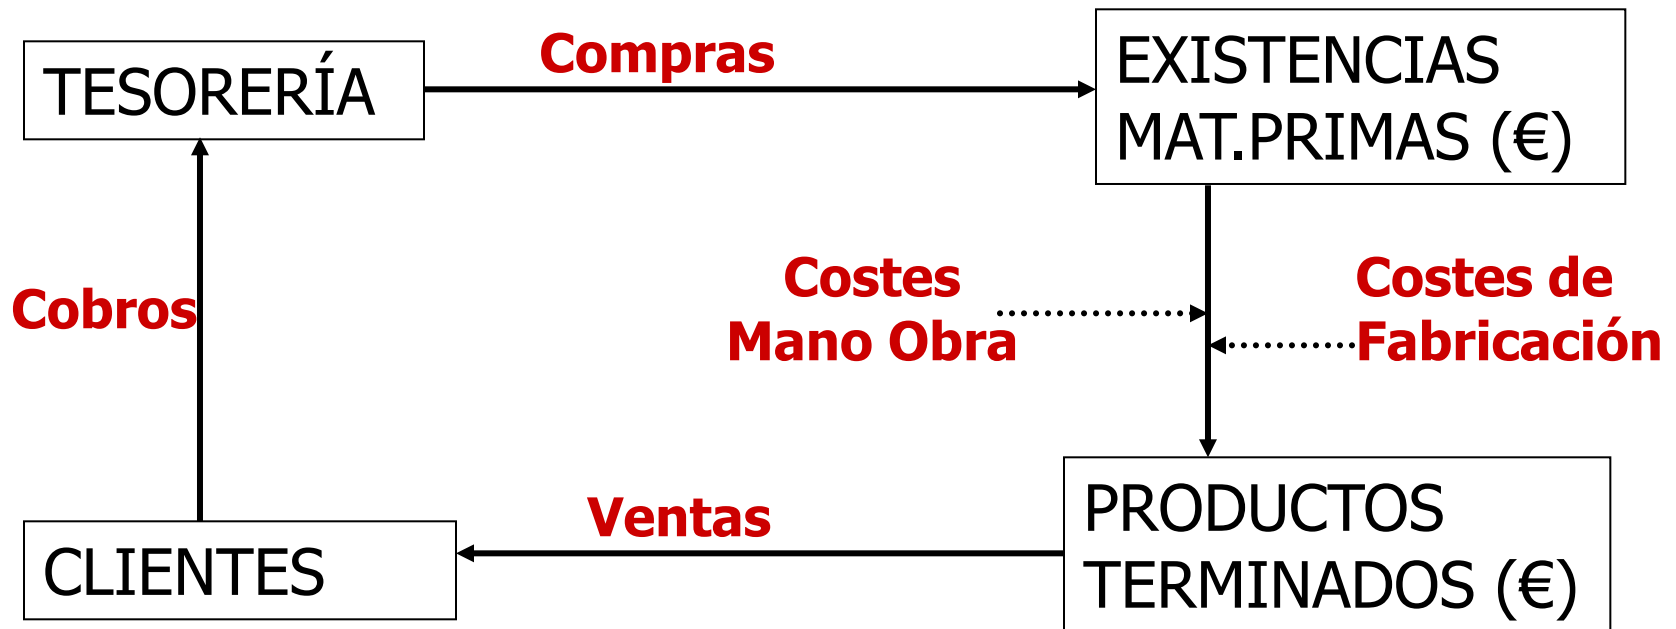 TESORERÍA
Compras
EXISTENCIAS
MAT.PRIMAS (€)
Cobros
Costes
Mano Obra
Costes de
Fabricación
CLIENTES
Ventas
PRODUCTOS
TERMINADOS (€)